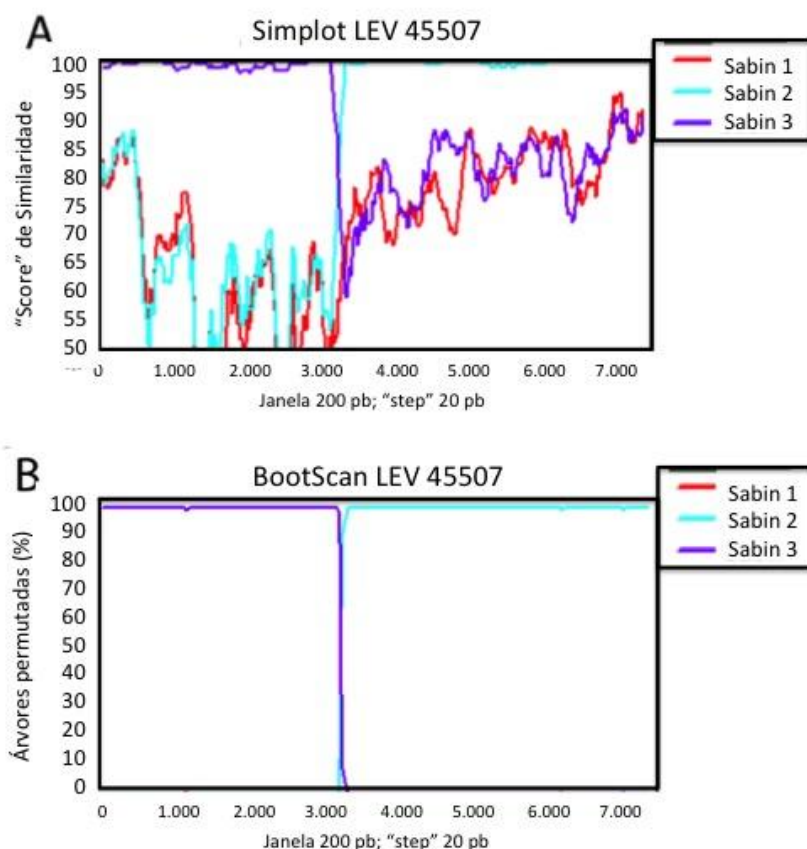 A
Simplot LEV 45507
Sabin 1
Sabin 2
Sabin 3
"Score" de Similaridade
100
95
90
85
80
75
70
65
60
55
50
0 1.000 2.000 3.000 4.000 5.000 6.000 7.000
Janela 200 pb; "step" 20 pb
B
BootScan LEV 45507
Sabin 1
Sabin 2
Sabin 3
Árvores permutadas (%)
100
90
80
70
60
50
40
30
20
10
0
0 1.000 2.000 3.000 4.000 5.000 6.000 7.000
Janela 200 pb; "step" 20 pb